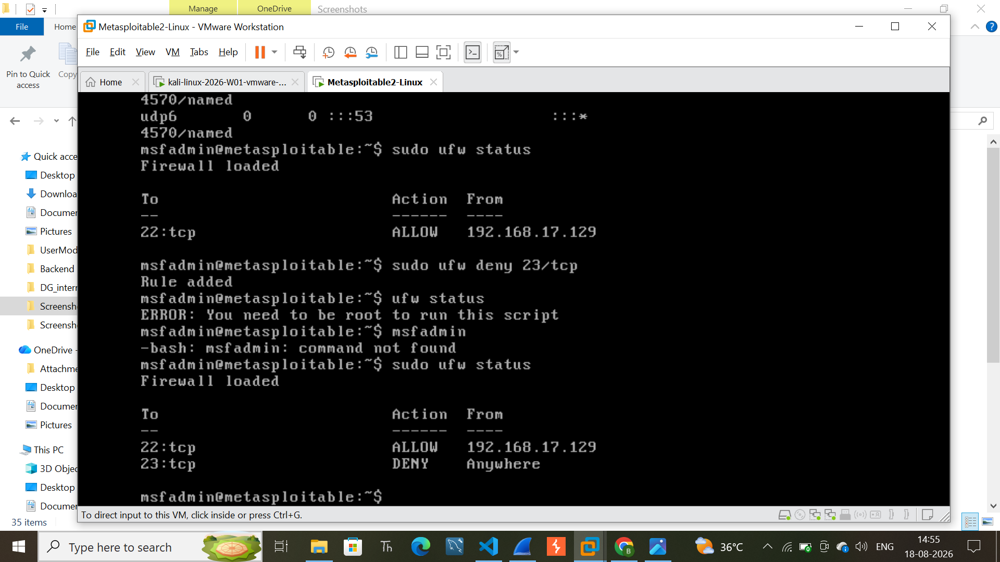 Manage
OneDrive
Screenshots
File
Home
Pin to Quick
access
Copy
Metasploitable2-Linux - VMware Workstation
File Edit View VM Tabs Help
Home
kali-linux-2026-W01-vmware-...
Metasploitable2-Linux
4570/named
udp6 0 0 :::53 :::*
4570/named
msfadmin@metasploitable:~$ sudo ufw status
Firewall loaded
To Action From
-- ------ ----
22:tcp ALLOW 192.168.17.129
msfadmin@metasploitable:~$ sudo ufw deny 23/tcp
Rule added
msfadmin@metasploitable:~$ ufw status
ERROR: You need to be root to run this script
msfadmin@metasploitable:~$ msfadmin
-bash: msfadmin: command not found
msfadmin@metasploitable:~$ sudo ufw status
Firewall loaded
To Action From
-- ------ ----
22:tcp ALLOW 192.168.17.129
23:tcp DENY Anywhere
msfadmin@metasploitable:~$
To direct input to this VM, click inside or press Ctrl+G.
Quick acce
Desktop
Downloa
Documer
Pictures
UserMod
Backend
DG_interr
Screensh
Screensh
OneDrive -
Attachme
Desktop
Documer
Pictures
This PC
3D Objec
Desktop
Documer
35 items
Type here to search
Th
B
36°C
ENG
14:55
18-08-2026